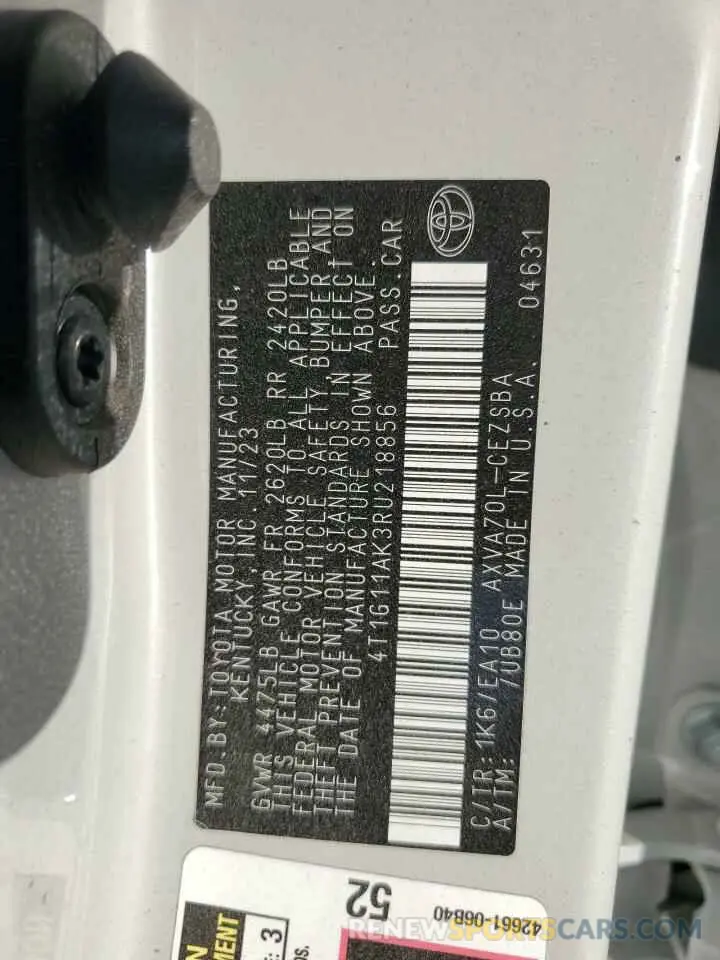 MFD.BY:TOYOTA MOTOR MANUFACTURING,
KENTUCKY,INC. 11/23
GVWR 4475LB GAWR FR 2620LB RR 2420LB
THIS VEHICLE CONFORMS TO ALL APPLICABLE
FEDERAL MOTOR VEHICLE SAFETY BUMPER AND
THEFT PREVENTION STANDARDS IN EFFECT ON
THE DATE OF MANUFACTURE SHOWN ABOVE.
4T1G11AK3RU218856 PASS.CAR
C/TR:1K6/EA10 AXVA70L-CEZSBA 04631
A/TM: /UB80E MADE IN U.S.A.
52
42661-06B40
3
RENEWSPORTSCARS.COM